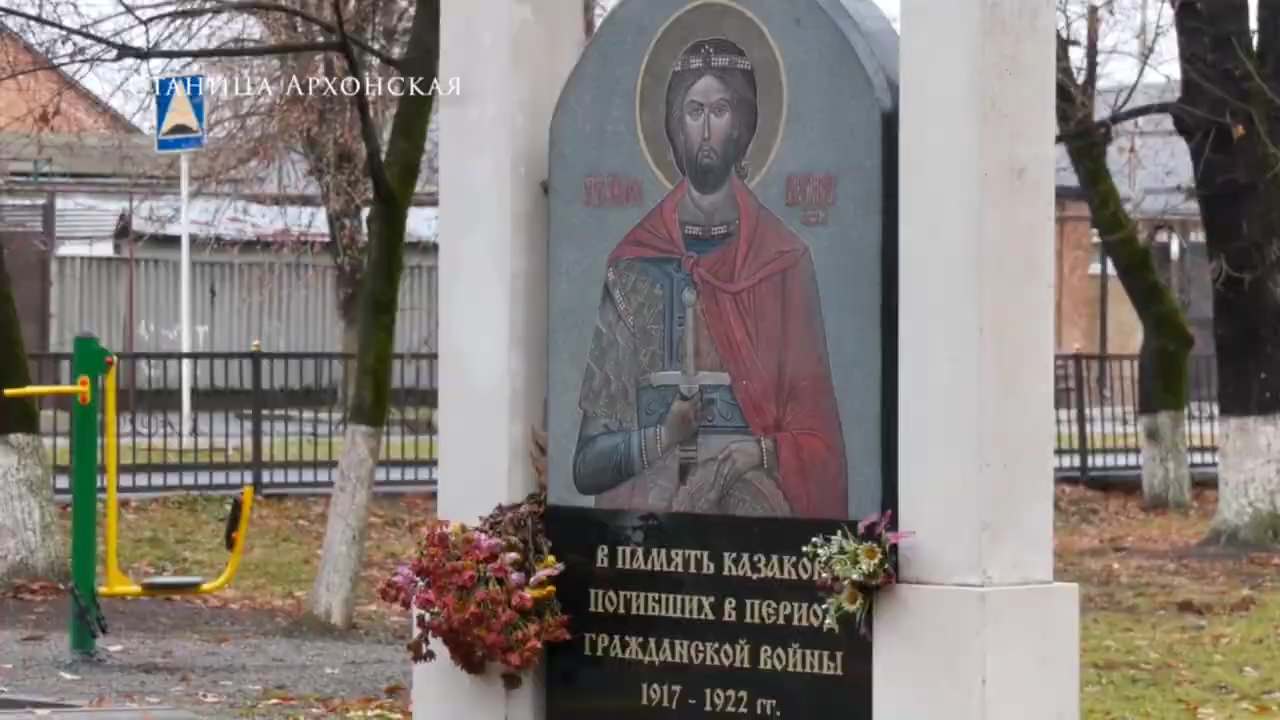 станица Архонская
В ПАМЯТЬ КАЗАКОВ
ПОГИБШИХ В ПЕРИОД
ГРАЖДАНСКОЙ ВОЙНЫ
1917 - 1922 гг.